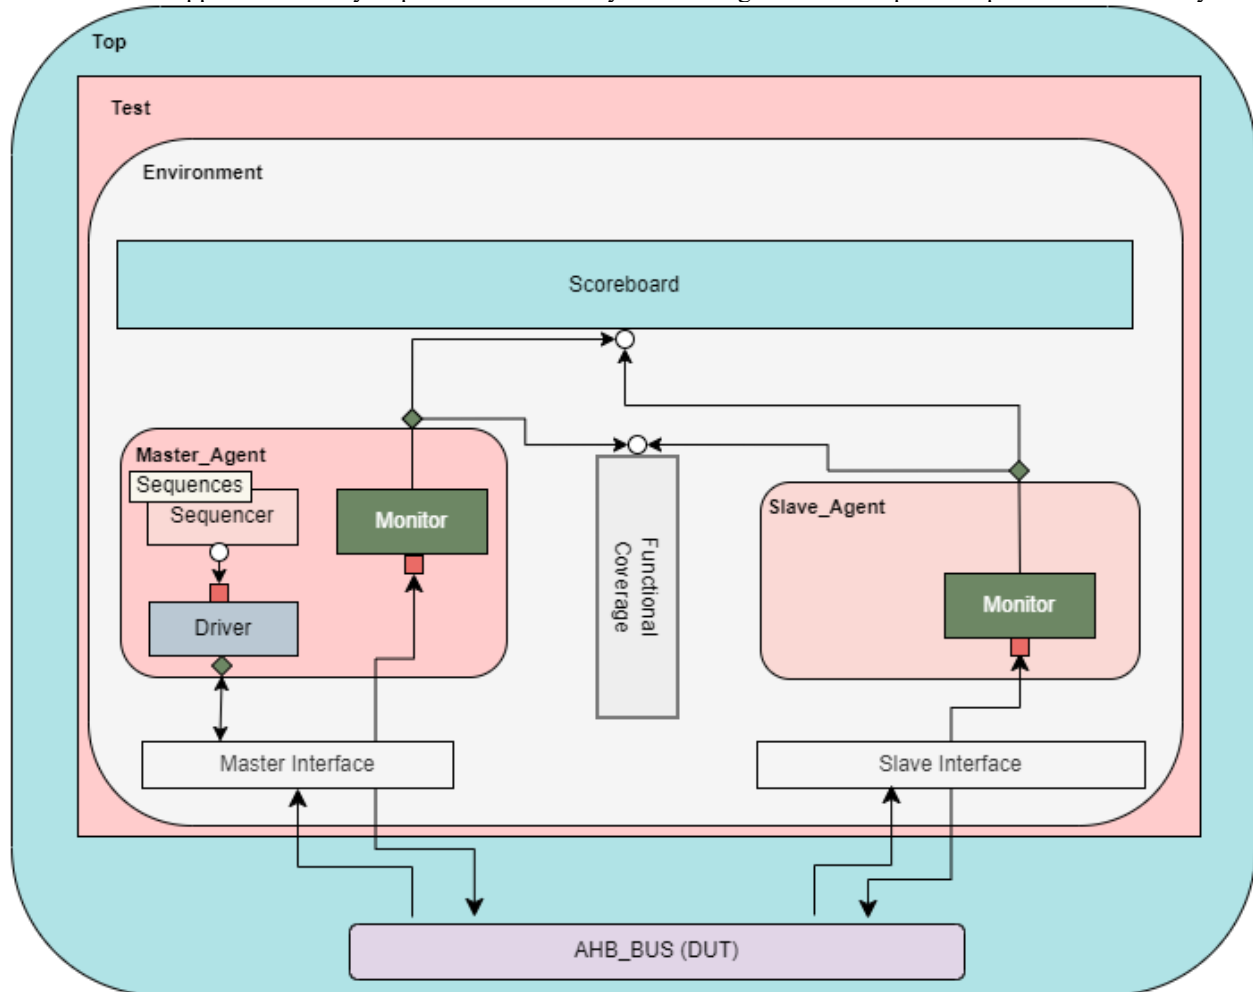 Top
Test
Environment
Scoreboard
Master_Agent
Sequences
Sequencer
Monitor
Driver
Functional
Coverage
Slave_Agent
Monitor
Master Interface
Slave Interface
AHB_BUS (DUT)